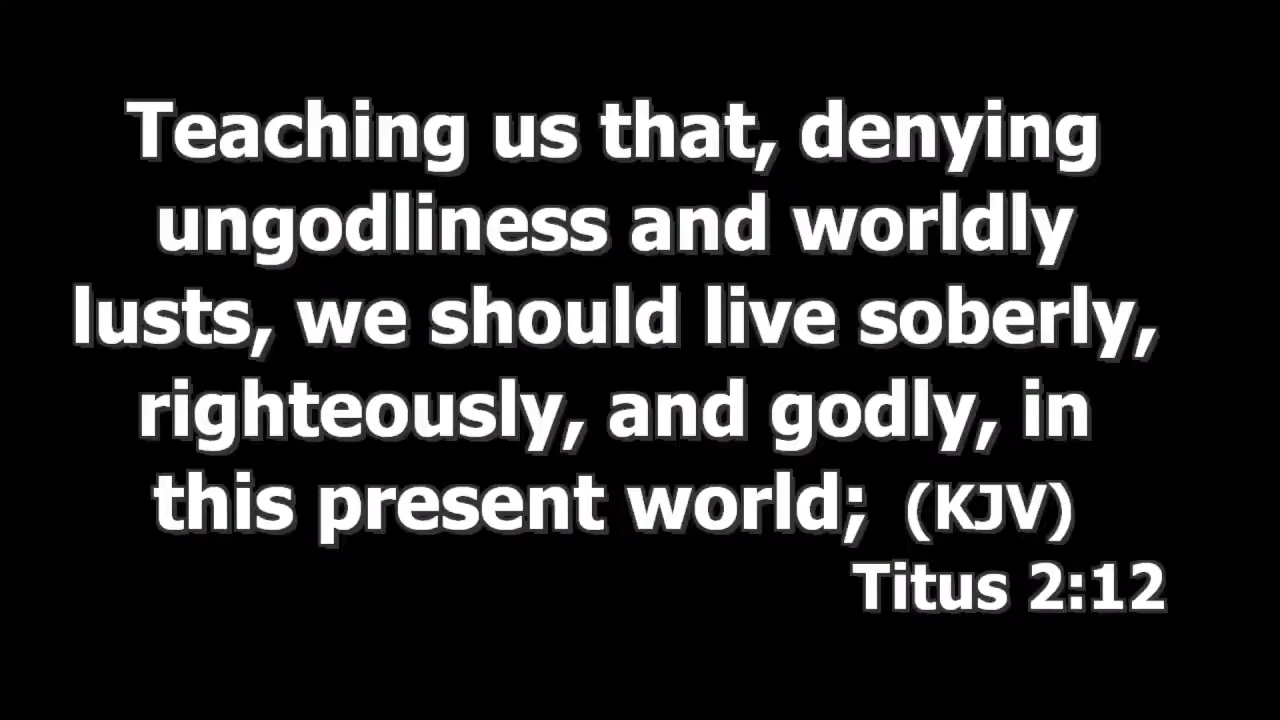 Teaching us that, denying
ungodliness and worldly
lusts, we should live soberly,
righteously, and godly, in
this present world; (KJV)
Titus 2:12